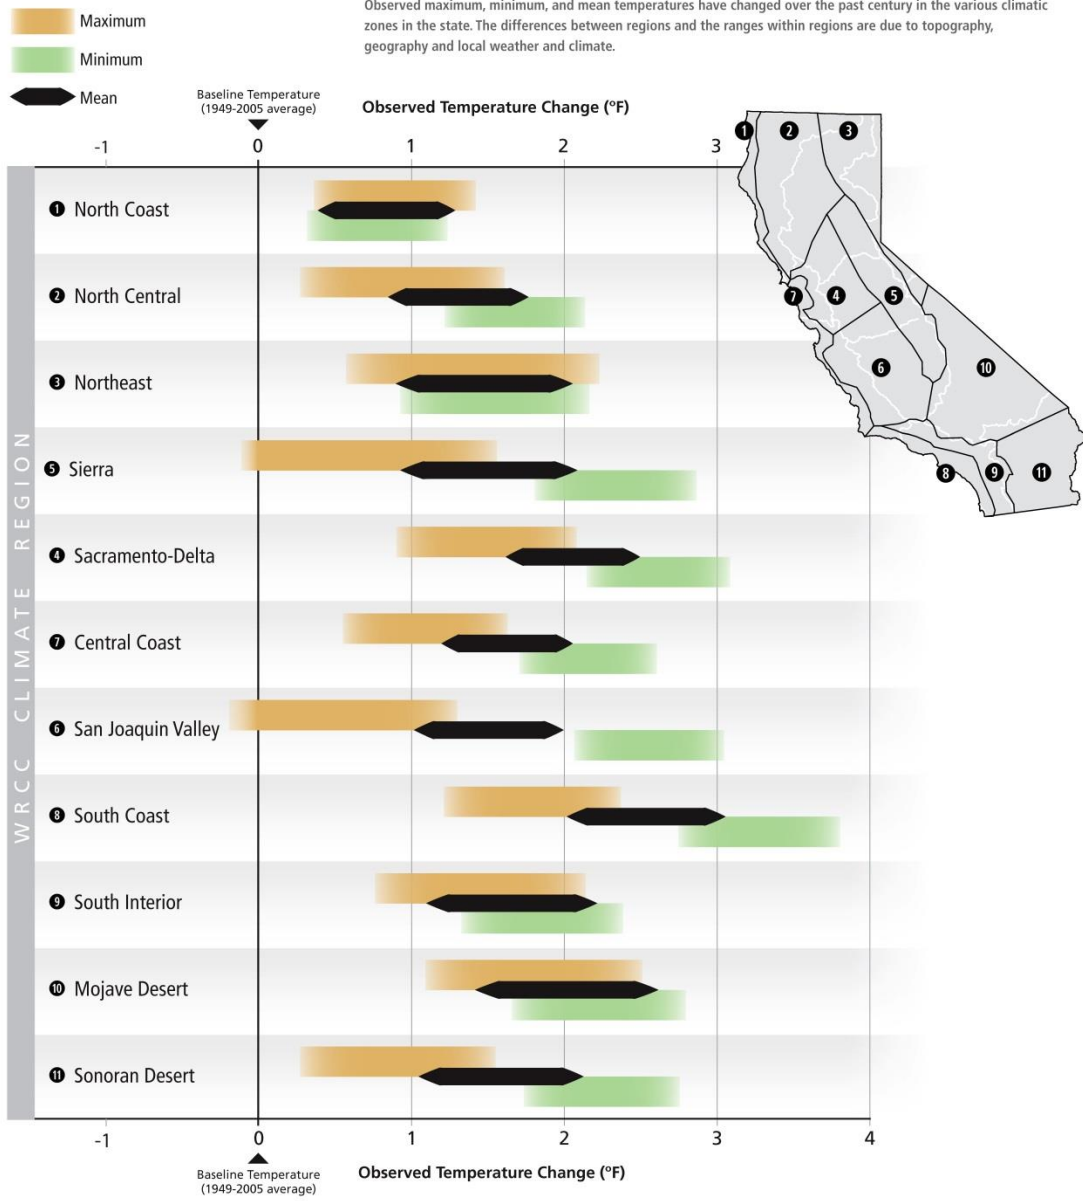 Observed maximum, minimum, and mean temperatures have changed over the past century in the various climatic
zones in the state. The differences between regions and the ranges within regions are due to topography,
geography and local weather and climate.
Maximum
Minimum
Mean
Baseline Temperature
(1949-2005 average)
Observed Temperature Change (ºF)
-1 0 1 2 3
1 2 3
7 4 5
6 10
8 9 11
WRCC CLIMATE REGION
1 North Coast
2 North Central
3 Northeast
5 Sierra
4 Sacramento-Delta
7 Central Coast
6 San Joaquin Valley
8 South Coast
9 South Interior
10 Mojave Desert
11 Sonoran Desert
-1 0 1 2 3 4
Baseline Temperature
(1949-2005 average)
Observed Temperature Change (ºF)